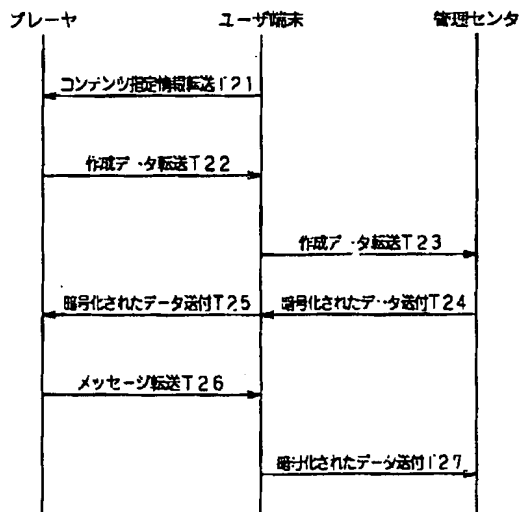 プレーヤ ユーザ端末 管理センタ
コンテンツ指定情報転送T21
作成データ転送T22
作成データ転送T23
暗号化されたデータ送付T25 暗号化されたデータ送付T24
メッセージ転送T26
暗号化されたデータ送付T27